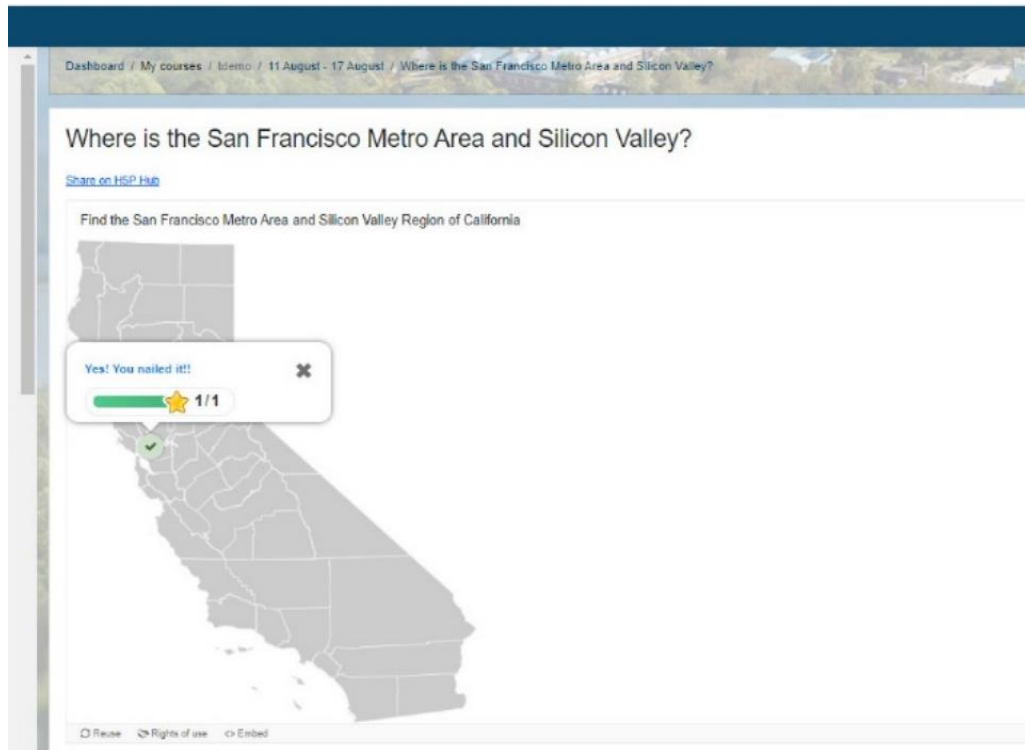 Dashboard / My courses / Idemo / 11 August - 17 August / Where is the San Francisco Metro Area and Silicon Valley?
Where is the San Francisco Metro Area and Silicon Valley?
Share on H5P Hub
Find the San Francisco Metro Area and Silicon Valley Region of California
Yes! You nailed it!!
1/1
Reuse Rights of use <> Embed